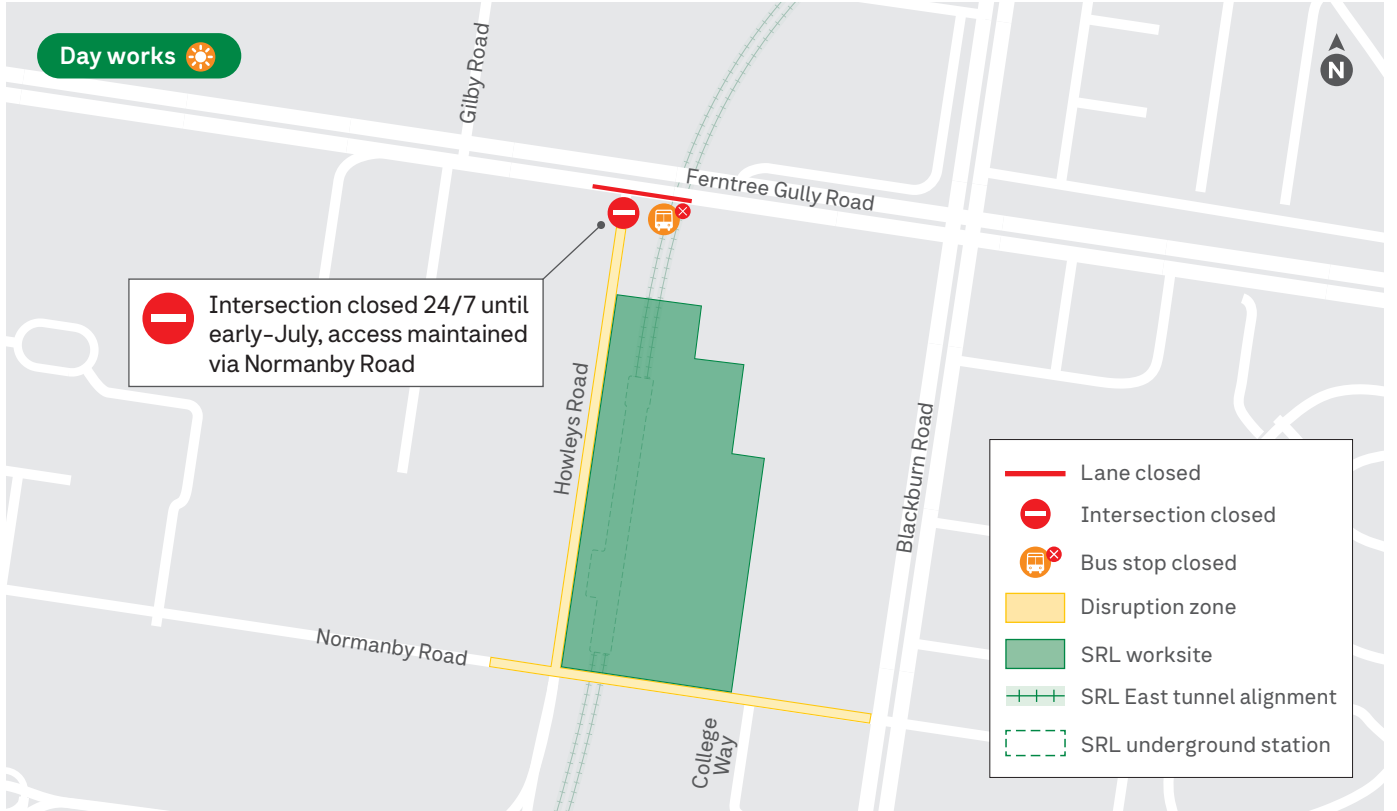 Day works
Gilby Road
N
Ferntree Gully Road
Intersection closed 24/7 until
early-July, access maintained
via Normanby Road
Howleys Road
Blackburn Road
Normanby Road
College
Way
Lane closed
Intersection closed
Bus stop closed
Disruption zone
SRL worksite
SRL East tunnel alignment
SRL underground station